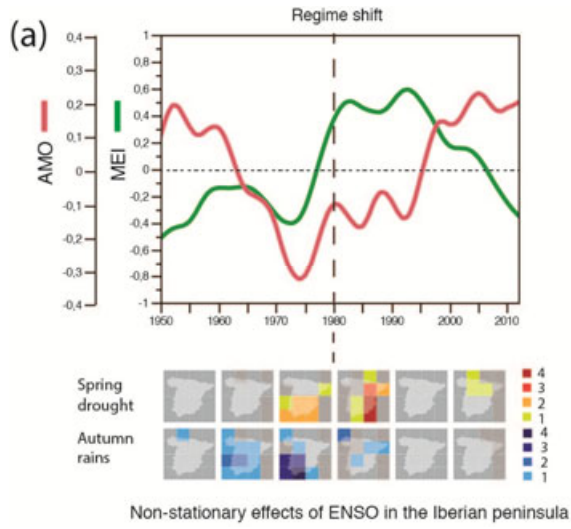 Regime shift
(a)
AMO
0,4
0,3
0,2
0,1
0
-0,1
-0,2
-0,3
-0,4
MEI
1
0,8
0,6
0,4
0,2
0
-0,2
-0,4
-0,6
-0,8
-1
1950 1960 1970 1980 1990 2000 2010
Spring
drought
Autumn
rains
4
3
2
1
4
3
2
1
Non-stationary effects of ENSO in the Iberian peninsula